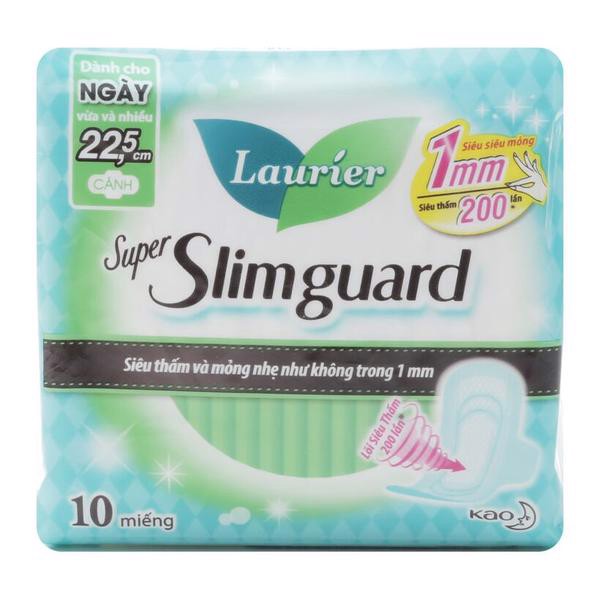 Dành cho
NGÀY
vừa và nhiều
22,5cm
CÁNH
Laurier
Siêu siêu mỏng
1mm
Siêu thấm 200 lần*
Super Slimguard
Siêu thấm và mỏng nhẹ như không trong 1 mm
Lõi Siêu Thấm
200 lần*
10 miếng
Kao